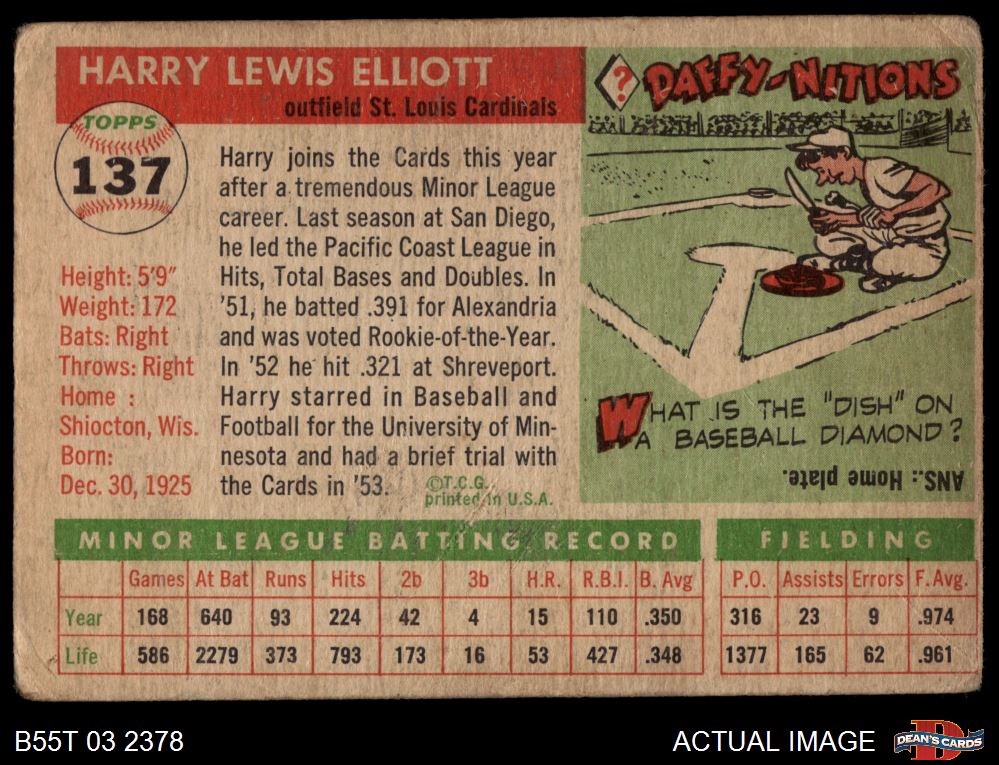 HARRY LEWIS ELLIOTT
outfield St. Louis Cardinals
TOPPS
137
Height: 5'9"
Weight: 172
Bats: Right
Throws: Right
Home :
Shiocton, Wis.
Born:
Dec. 30, 1925
Harry joins the Cards this year
after a tremendous Minor League
career. Last season at San Diego,
he led the Pacific Coast League in
Hits, Total Bases and Doubles. In
'51, he batted .391 for Alexandria
and was voted Rookie-of-the-Year.
In '52 he hit .321 at Shreveport.
Harry starred in Baseball and
Football for the University of Min-
nesota and had a brief trial with
the Cards in '53.
©T.C.G.
printed in U.S.A.
? DAFFY-NITIONS
WHAT IS THE "DISH" ON
A BASEBALL DIAMOND?
ANS.: Home plate.
MINOR LEAGUE BATTING RECORD FIELDING
Games At Bat Runs Hits 2b 3b H.R. R.B.I. B. Avg P.O. Assists Errors F. Avg.
Year 168 640 93 224 42 4 15 110 .350 316 23 9 .974
Life 586 2279 373 793 173 16 53 427 .348 1377 165 62 .961
B55T 03 2378
ACTUAL IMAGE
D
DEAN'S CARDS